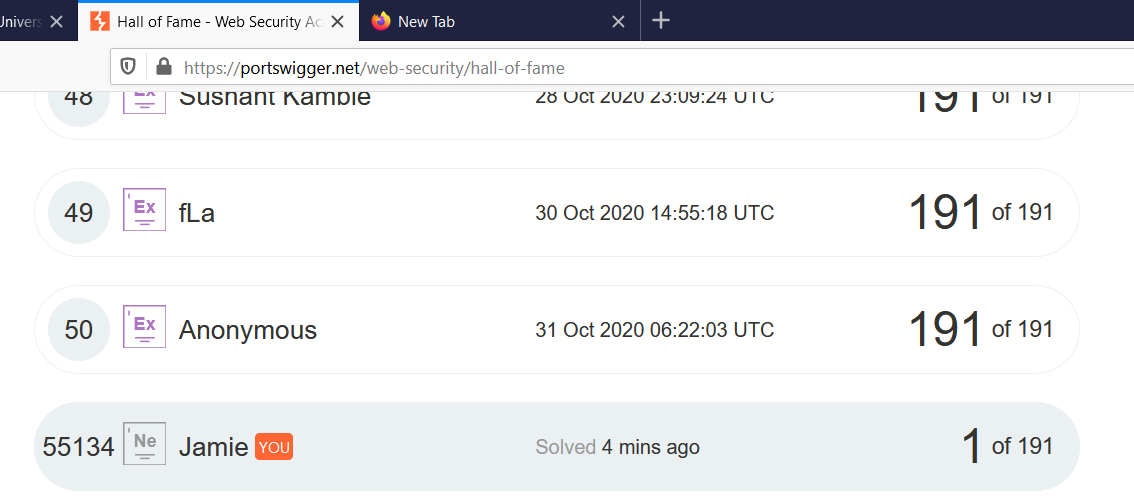 Univers
Hall of Fame - Web Security Ac
New Tab
https://portswigger.net/web-security/hall-of-fame
48 Ex Sushant Kamble 28 Oct 2020 23:09:24 UTC 191 of 191
49 Ex fLa 30 Oct 2020 14:55:18 UTC 191 of 191
50 Ex Anonymous 31 Oct 2020 06:22:03 UTC 191 of 191
55134 Ne Jamie YOU Solved 4 mins ago 1 of 191